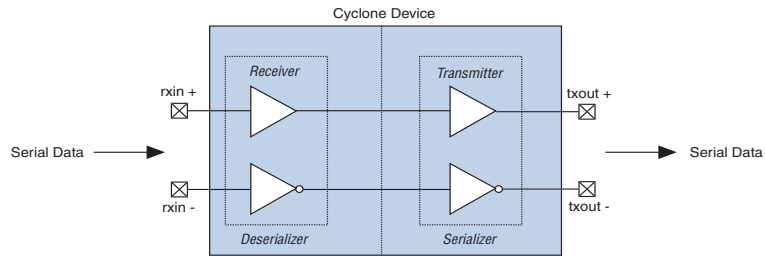 Cyclone Device
Receiver
Transmitter
rxin +
txout +
Serial Data
Serial Data
rxin -
txout -
Deserializer
Serializer